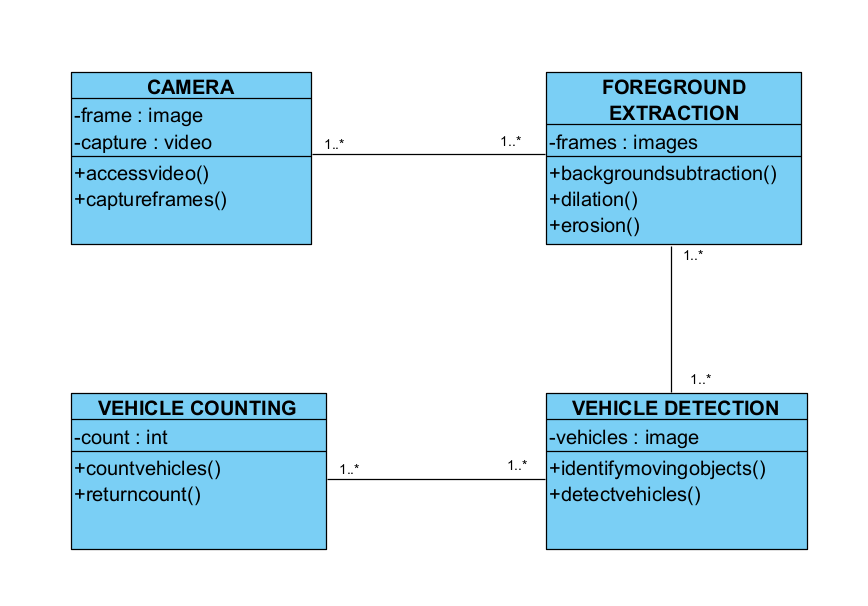 CAMERA
-frame : image
-capture : video
+accessvideo()
+captureframes()
1..*
1..*
FOREGROUND
EXTRACTION
-frames : images
+backgroundsubtraction()
+dilation()
+erosion()
1..*
1..*
VEHICLE COUNTING
-count : int
+countvehicles()
+returncount()
1..*
1..*
VEHICLE DETECTION
-vehicles : image
+identifymovingobjects()
+detectvehicles()